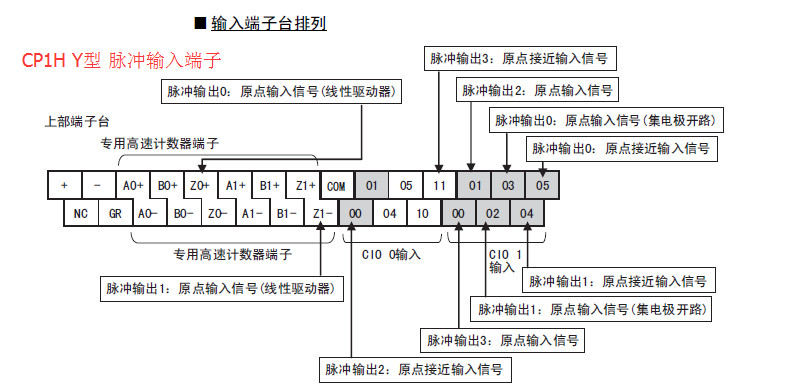 ■ 输入端子台排列
CP1H Y型 脉冲输入端子
脉冲输出3：原点接近输入信号
脉冲输出0：原点输入信号(线性驱动器)
脉冲输出2：原点输入信号
上部端子台
脉冲输出0：原点输入信号(集电极开路)
专用高速计数器端子
脉冲输出0：原点接近输入信号
+ - A0+ B0+ Z0+ A1+ B1+ Z1+ COM 01 05 11 01 03 05
NC GR A0- B0- Z0- A1- B1- Z1- 00 04 10 00 02 04
专用高速计数器端子
CIO 0输入
CIO 1
输入
脉冲输出1：原点接近输入信号
脉冲输出1：原点输入信号(线性驱动器)
脉冲输出1：原点输入信号(集电极开路)
脉冲输出3：原点输入信号
脉冲输出2：原点接近输入信号